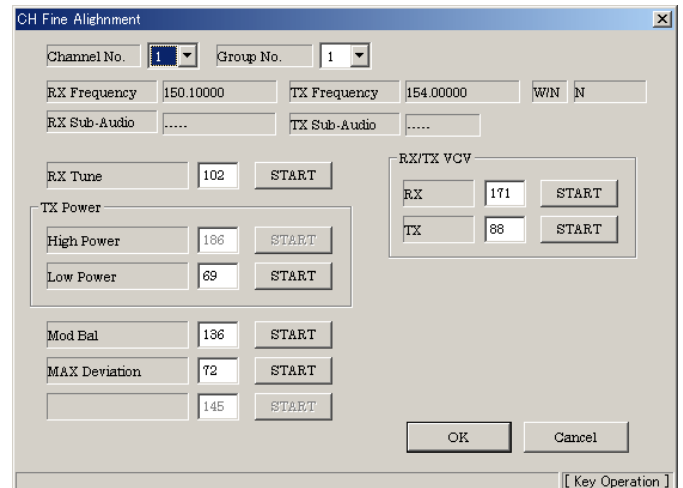 CH Fine Alighnment
Channel No. 1 Group No. 1
RX Frequency 150.10000 TX Frequency 154.00000 W/N N
RX Sub-Audio ..... TX Sub-Audio .....
RX/TX VCV
RX Tune 102 START
RX 171 START
TX Power
TX 88 START
High Power 186 START
Low Power 69 START
Mod Bal 136 START
MAX Deviation 72 START
145 START
OK Cancel
[ Key Operation ]